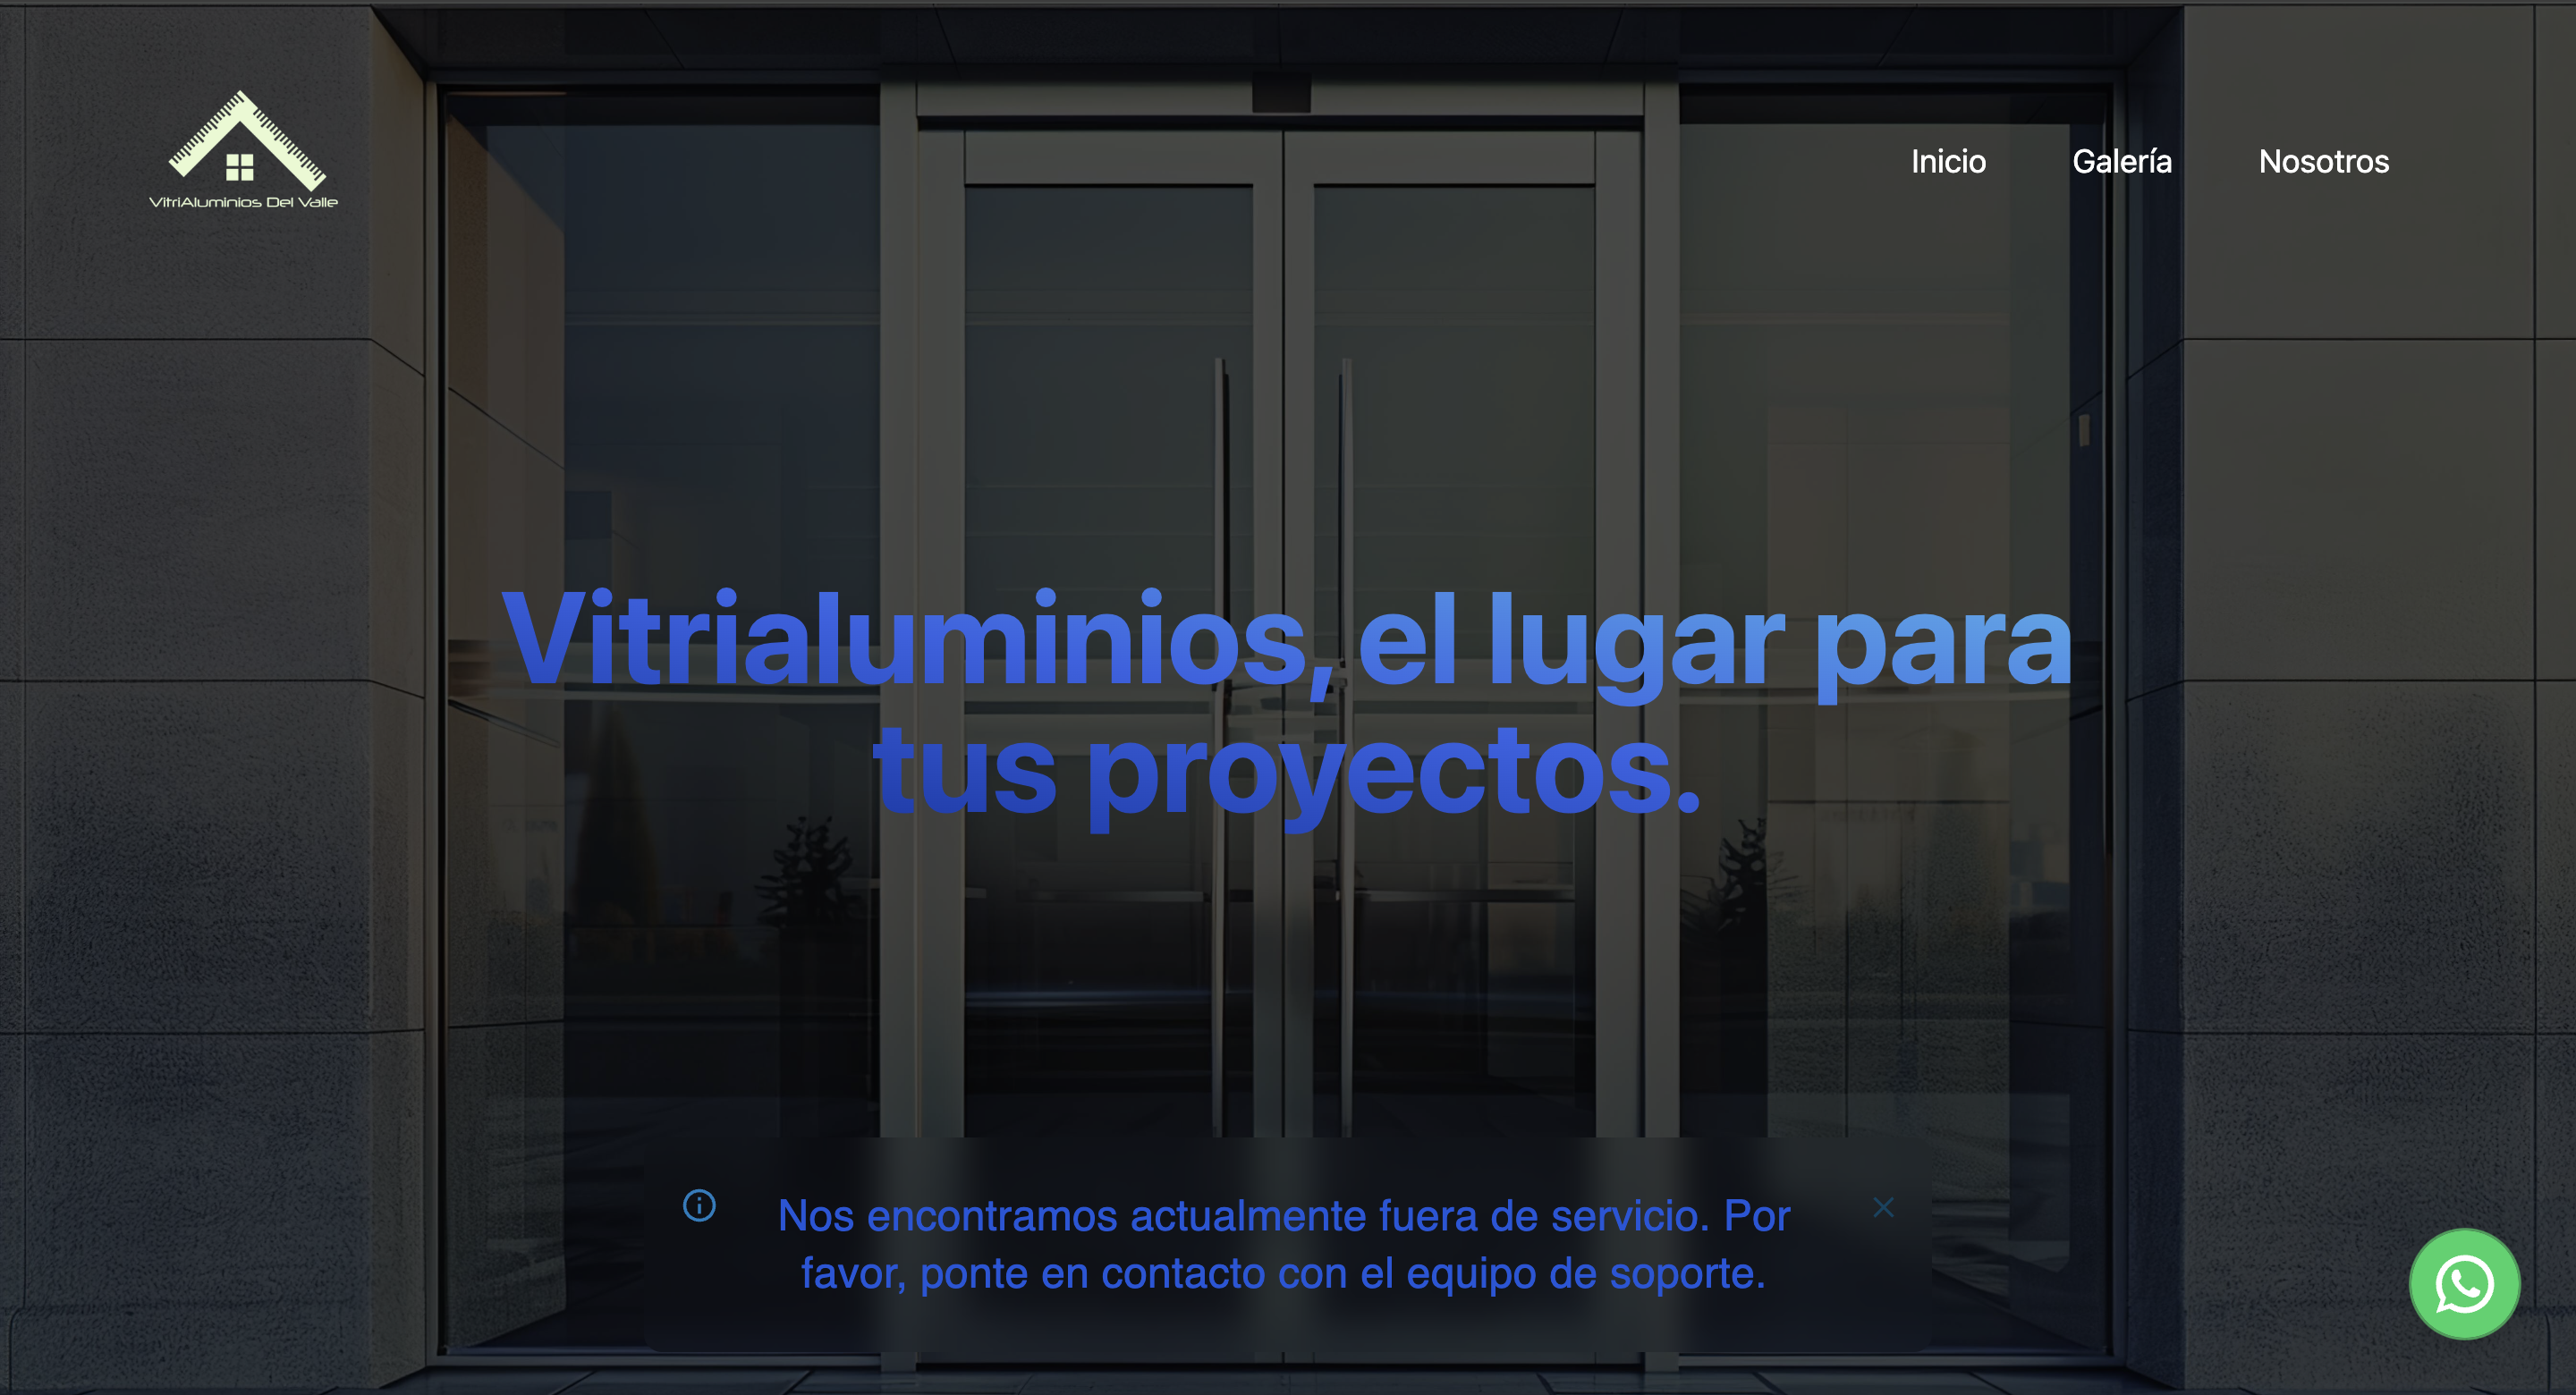 VitriAluminios Del Valle
Inicio
Galería
Nosotros
Vitrialuminios, el lugar para
tus proyectos.
Nos encontramos actualmente fuera de servicio. Por
favor, ponte en contacto con el equipo de soporte.